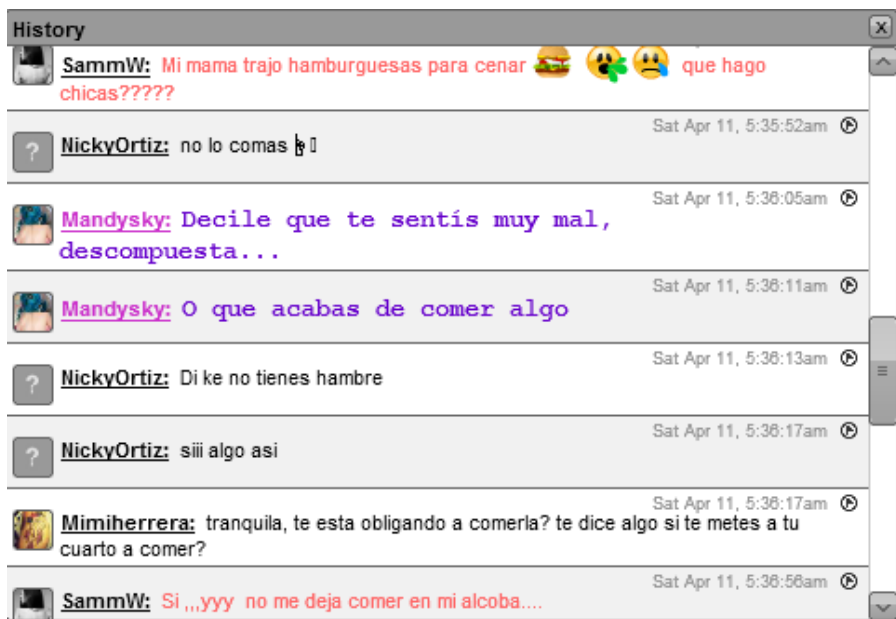 History
SammW: Mi mama trajo hamburguesas para cenar que hago
chicas?????
Sat Apr 11, 5:35:52am
NickyOrtiz: no lo comas
Sat Apr 11, 5:36:05am
Mandysky: Decile que te sentís muy mal,
descompuesta...
Sat Apr 11, 5:36:11am
Mandysky: O que acabas de comer algo
Sat Apr 11, 5:36:13am
NickyOrtiz: Di ke no tienes hambre
Sat Apr 11, 5:36:17am
NickyOrtiz: siii algo asi
Sat Apr 11, 5:36:17am
Mimiherrera: tranquila, te esta obligando a comerla? te dice algo si te metes a tu
cuarto a comer?
Sat Apr 11, 5:36:56am
SammW: Si ,,,yyy no me deja comer en mi alcoba....